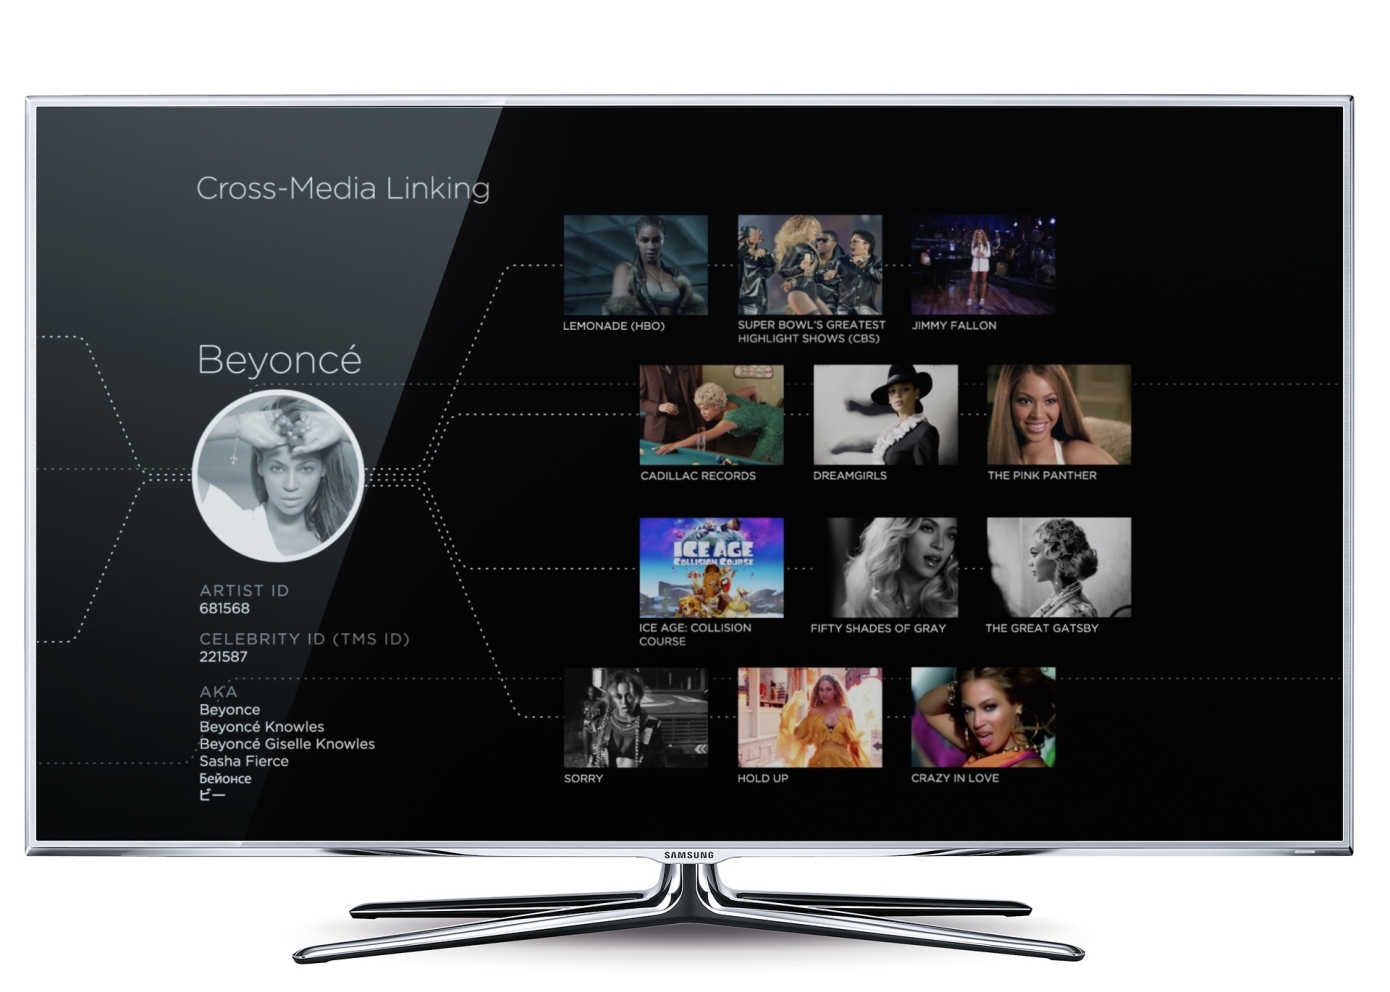 Cross-Media Linking
Beyoncé
ARTIST ID
681568
CELEBRITY ID (TMS ID)
221587
AKA
Beyonce
Beyoncé Knowles
Beyoncé Giselle Knowles
Sasha Fierce
Бейонсе
ビー
LEMONADE (HBO)
SUPER BOWL'S GREATEST
HIGHLIGHT SHOWS (CBS)
JIMMY FALLON
CADILLAC RECORDS
DREAMGIRLS
THE PINK PANTHER
ICE AGE
COLLISION COURSE
ICE AGE: COLLISION
COURSE
FIFTY SHADES OF GRAY
THE GREAT GATSBY
SORRY
HOLD UP
CRAZY IN LOVE
SAMSUNG